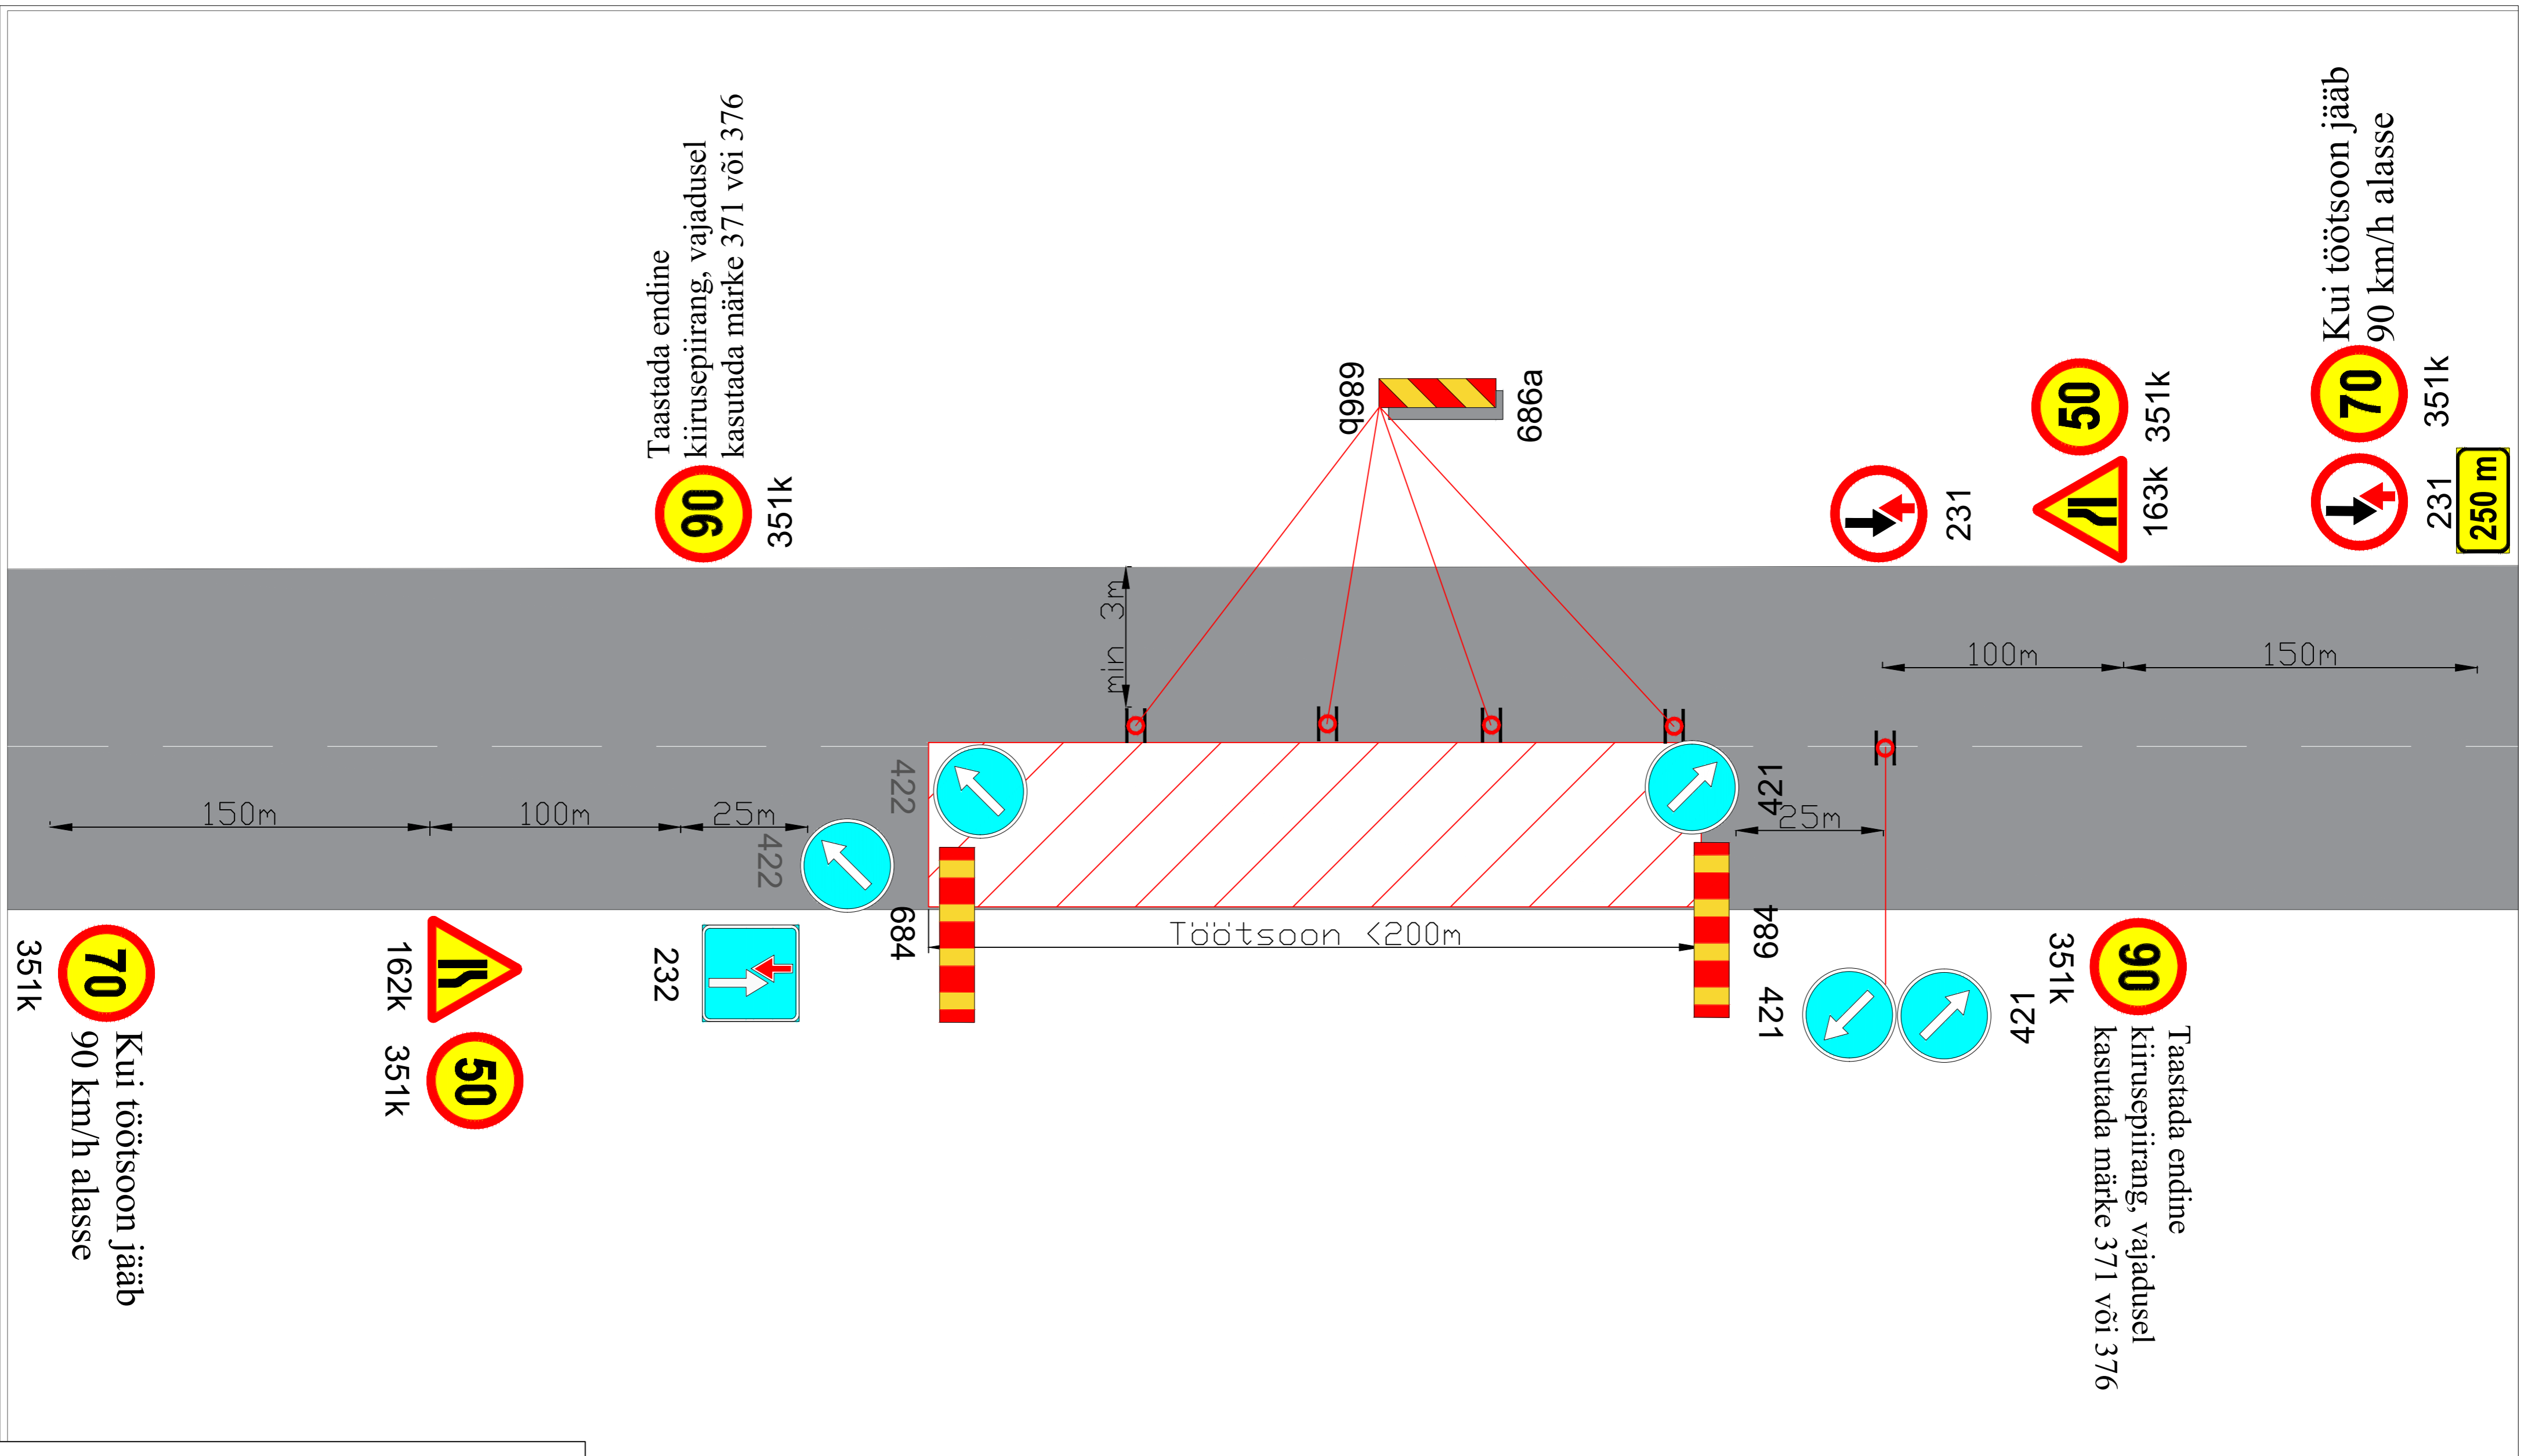 Taastada endine
kiirusepiirang, vajadusel
kasutada märke 371 või 376
90
351k
686b
686a
231
50
351k
163k
Kui töötsoon jääb
90 km/h alasse
70
351k
231
250 m
min 3m
100m
150m
150m
100m
25m
422
422
421
25m
Töötsoon <200m
684
684
421
421
351k
70
Kui töötsoon jääb
90 km/h alasse
162k
351k
50
232
351k
90
Taastada endine
kiirusepiirang, vajadusel
kasutada märke 371 või 376